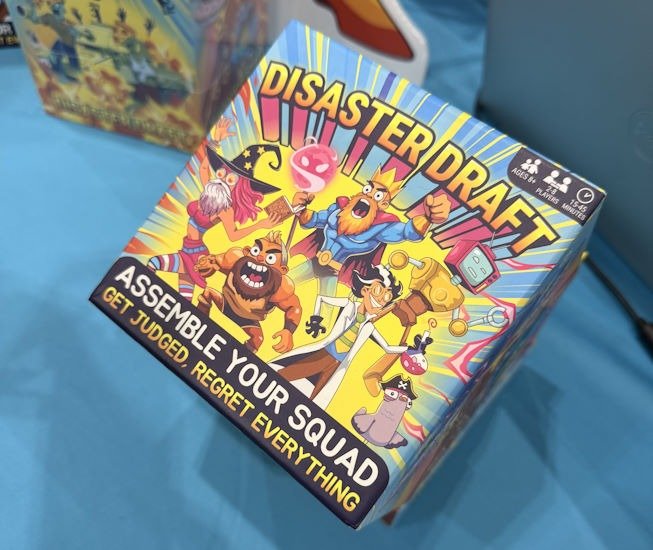 DISASTER DRAFT
AGES 8+
2-8
PLAYERS
15-45
MINUTES
ASSEMBLE YOUR SQUAD
GET JUDGED, REGRET EVERYTHING